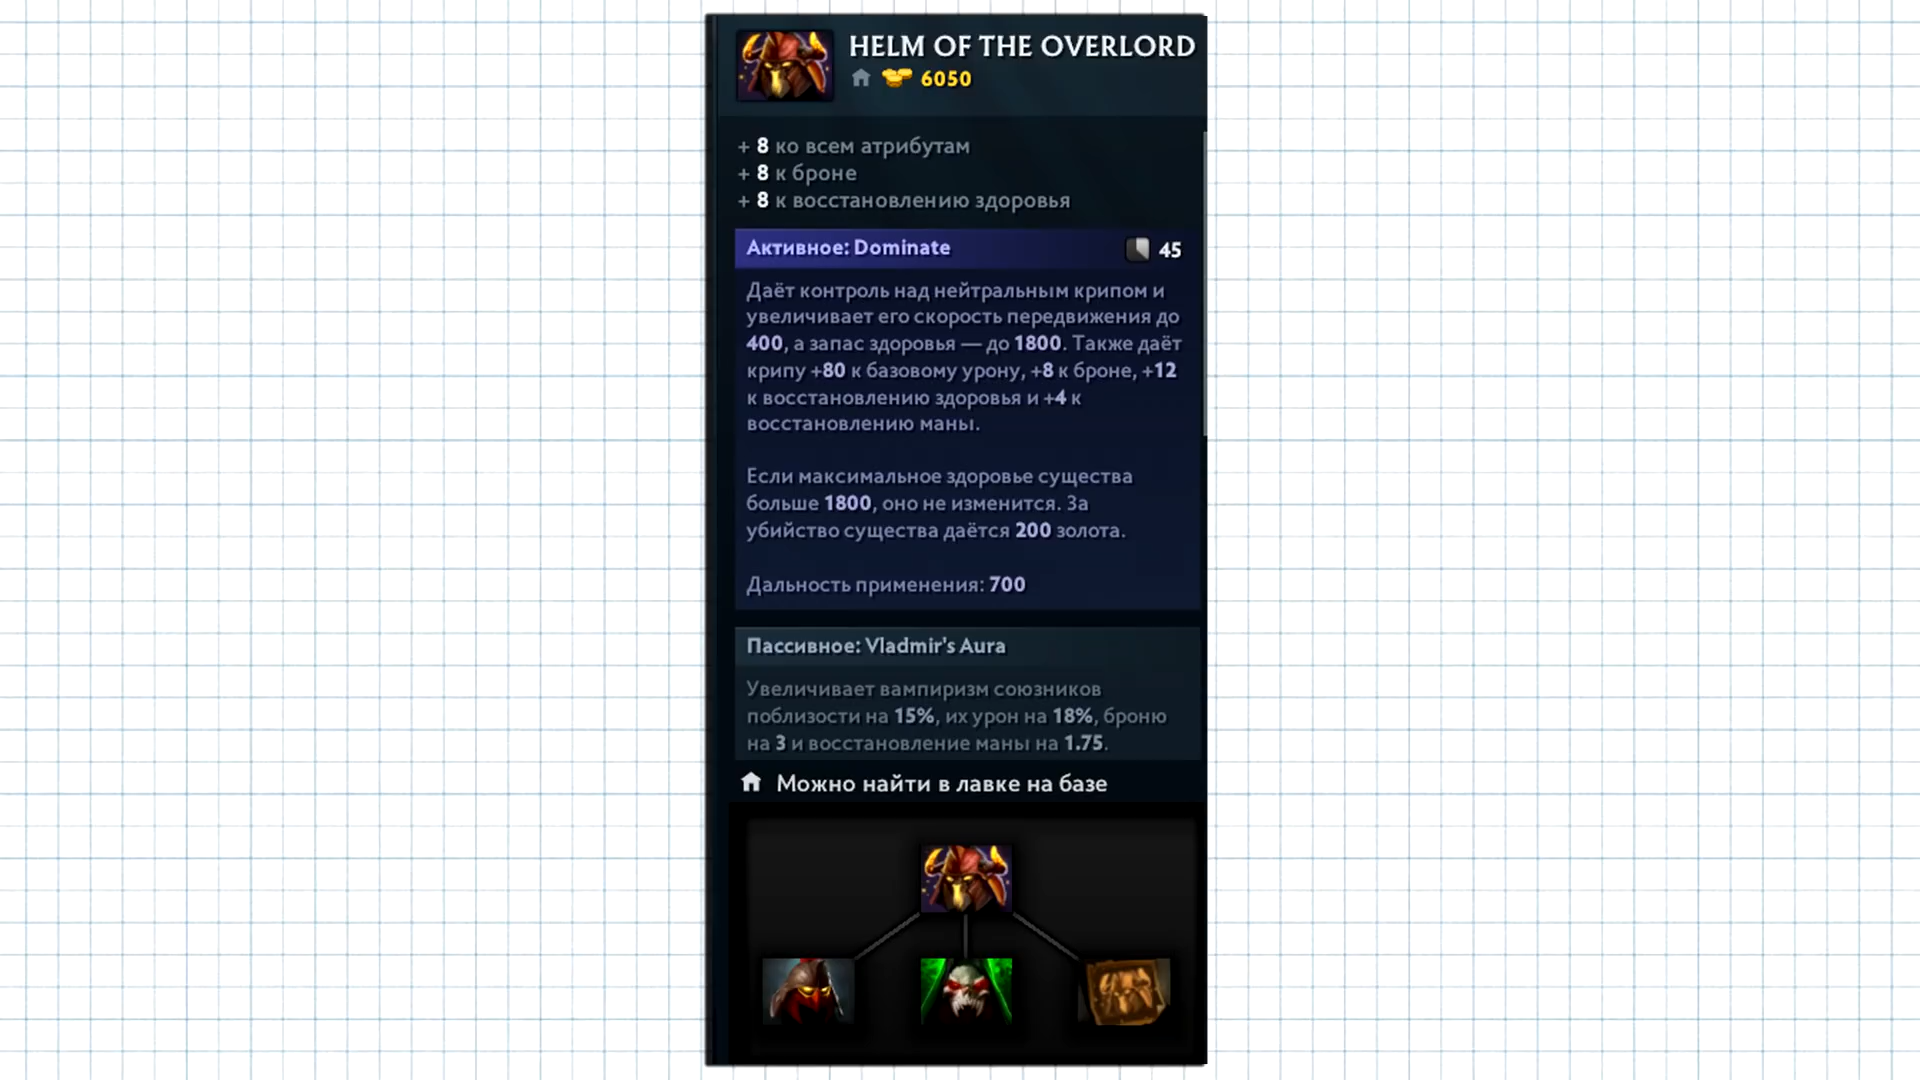 HELM OF THE OVERLORD
6050
+ 8 ко всем атрибутам
+ 8 к броне
+ 8 к восстановлению здоровья
Активное: Dominate 45
Даёт контроль над нейтральным крипом и
увеличивает его скорость передвижения до
400, а запас здоровья — до 1800. Также даёт
крипу +80 к базовому урону, +8 к броне, +12
к восстановлению здоровья и +4 к
восстановлению маны.
Если максимальное здоровье существа
больше 1800, оно не изменится. За
убийство существа даётся 200 золота.
Дальность применения: 700
Пассивное: Vladmir's Aura
Увеличивает вампиризм союзников
поблизости на 15%, их урон на 18%, броню
на 3 и восстановление маны на 1.75.
Можно найти в лавке на базе